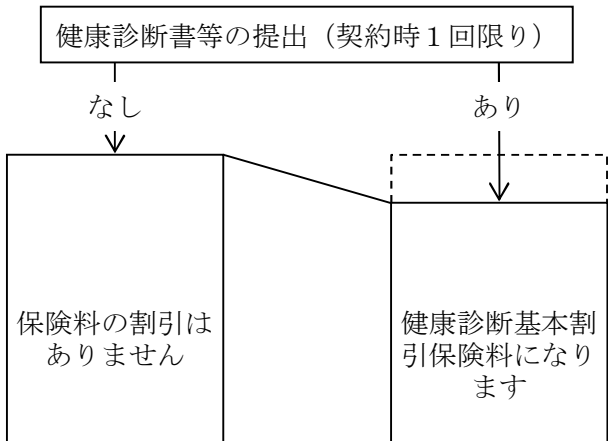 健康診断書等の提出（契約時１回限り）
なし
あり
保険料の割引は
ありません
健康診断基本割
引保険料になり
ます